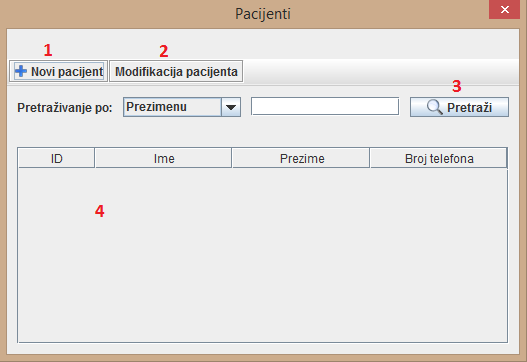 Pacijenti
1 2
Novi pacijent Modifikacija pacijenta
3
Pretraživanje po: Prezimenu Pretraži
ID Ime Prezime Broj telefona
4